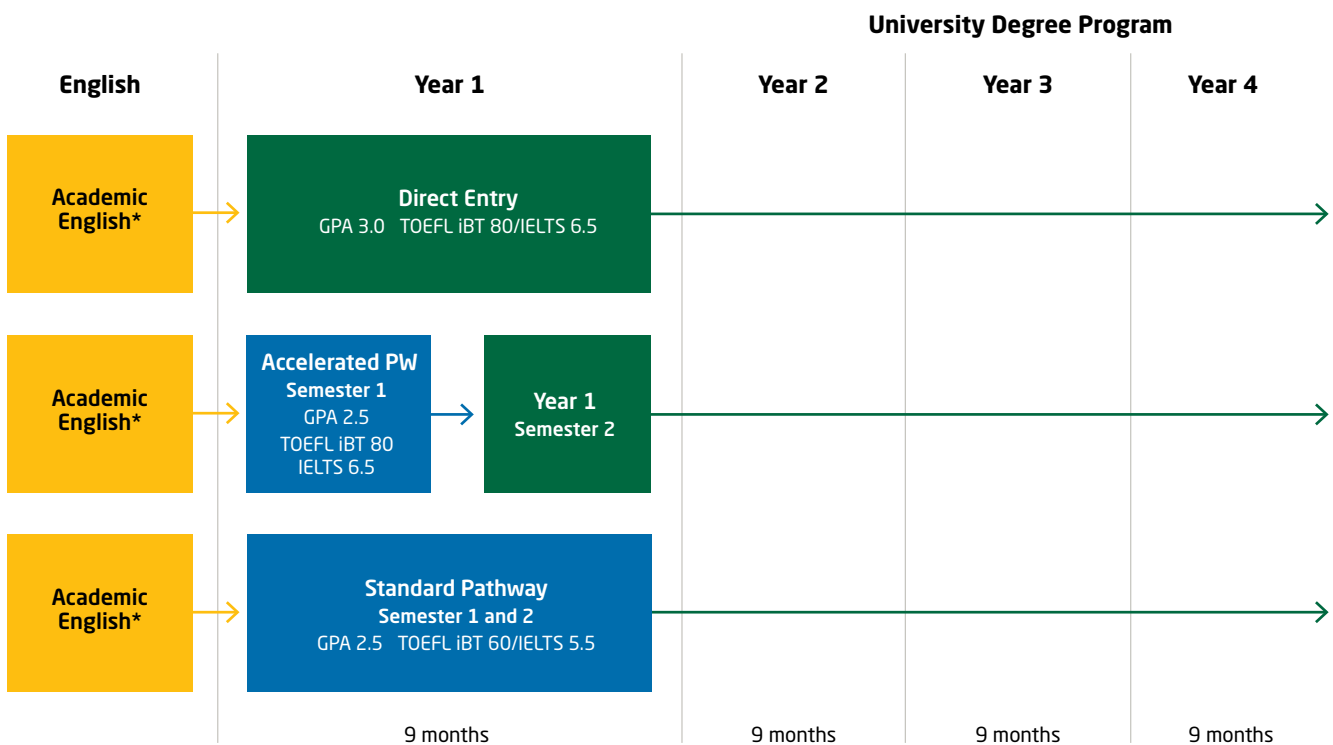 University Degree Program
English
Year 1
Year 2
Year 3
Year 4
Academic
English*
Direct Entry
GPA 3.0 TOEFL iBT 80/IELTS 6.5
Academic
English*
Accelerated PW
Semester 1
GPA 2.5
TOEFL iBT 80
IELTS 6.5
Year 1
Semester 2
Academic
English*
Standard Pathway
Semester 1 and 2
GPA 2.5 TOEFL iBT 60/IELTS 5.5
9 months
9 months
9 months
9 months